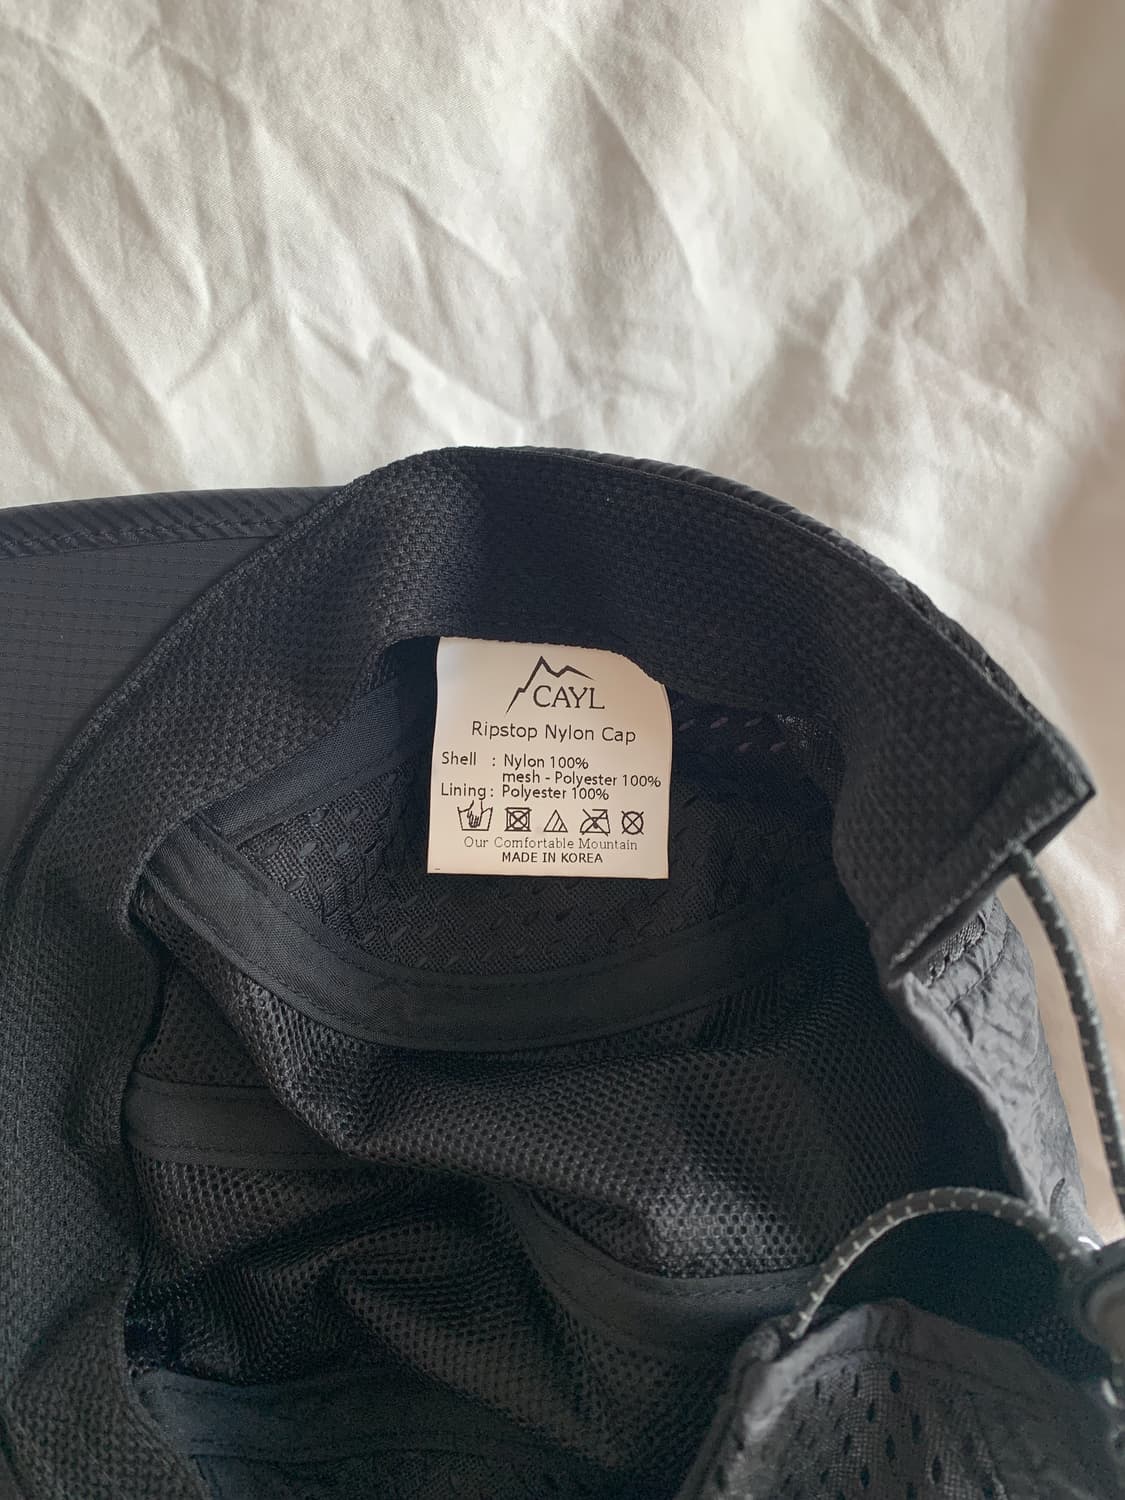 CAYL
Ripstop Nylon Cap
Shell : Nylon 100%
mesh - Polyester 100%
Lining : Polyester 100%
Our Comfortable Mountain
MADE IN KOREA